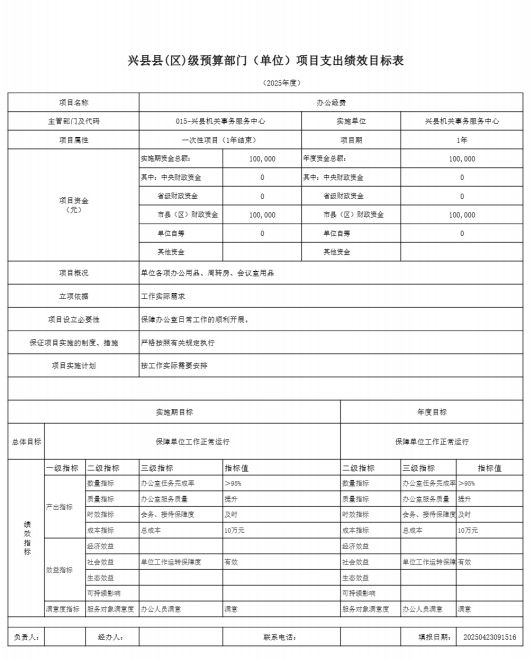 兴县县(区)级预算部门（单位）项目支出绩效目标表
（2025年度）
项目名称 办公经费
主管部门及代码 015-兴县机关事务服务中心 实施单位 兴县机关事务服务中心
项目属性 一次性项目（1年结束） 项目期 1年
项目资金（元） 实施期资金总额： 100,000 年度资金总额： 100,000
其中：中央财政资金 0 其中：中央财政资金 0
省级财政资金 0 省级财政资金 0
市县（区）财政资金 100,000 市县（区）财政资金 100,000
单位自筹 0 单位自筹 0
其他资金 其他资金
项目概况 单位各项办公用品、周转房、会议室用品
立项依据 工作实际需求
项目设立必要性 保障办公室日常工作的顺利开展。
保证项目实施的制度、措施 严格按照有关规定执行
项目实施计划 按工作实际需要安排
实施期目标 年度目标
总体目标 保障单位工作正常运行 保障单位工作正常运行
绩效指标 一级指标 二级指标 三级指标 指标值 二级指标 三级指标 指标值
产出指标 数量指标 办公室任务完成率 >98% 数量指标 办公室任务完成率 >98%
质量指标 办公室服务质量 提升 质量指标 办公室服务质量 提升
时效指标 会务、接待保障度 及时 时效指标 会务、接待保障度 及时
成本指标 总成本 10万元 成本指标 总成本 10万元
效益指标 经济效益 经济效益
社会效益 单位工作运转保障度 有效 社会效益 单位工作运转保障 有效
生态效益 生态效益
可持续影响 可持续影响
满意度指标 服务对象满意度 办公人员满意 满意 服务对象满意度 办公人员满意 满意
负责人： 经办人： 联系电话： 填报日期： 20250423091516